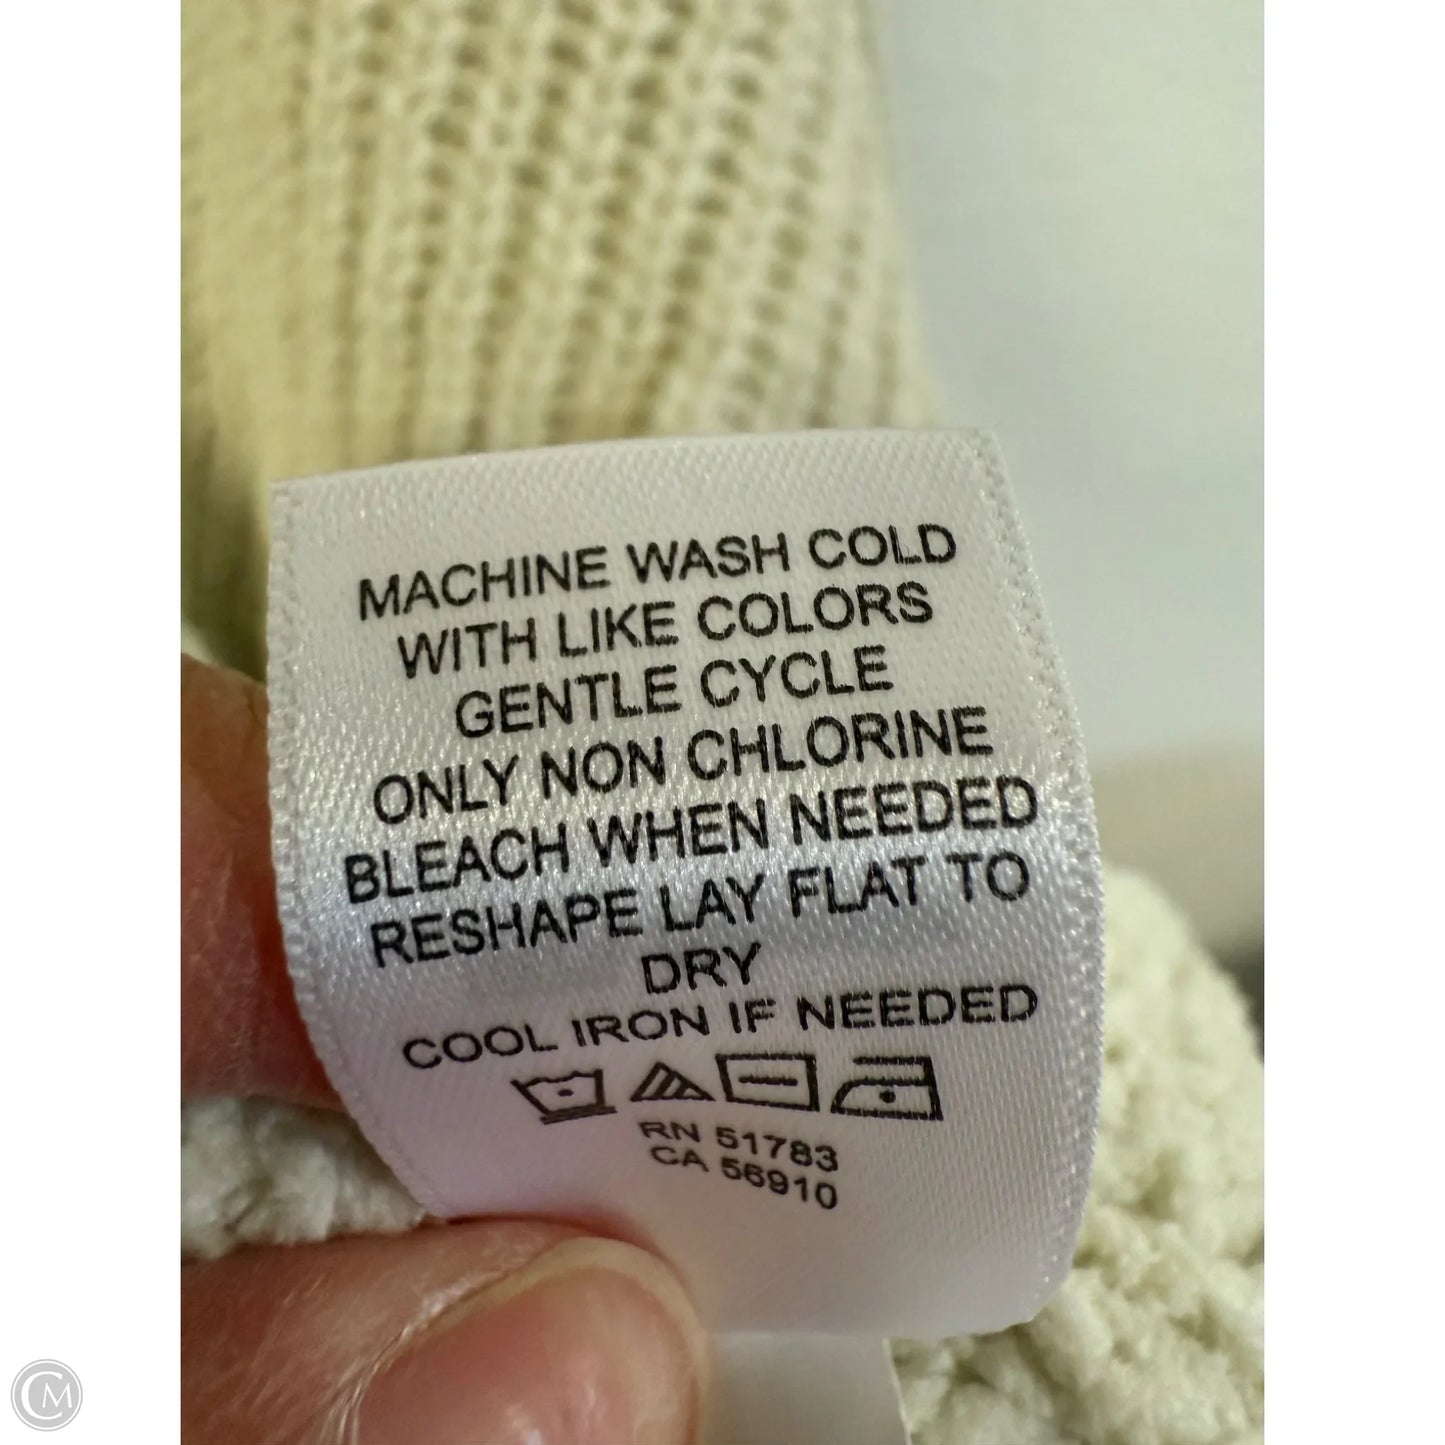 MACHINE WASH COLD
WITH LIKE COLORS
GENTLE CYCLE
ONLY NON CHLORINE
BLEACH WHEN NEEDED
RESHAPE LAY FLAT TO
DRY
COOL IRON IF NEEDED
RN 51783
CA 56910
CM